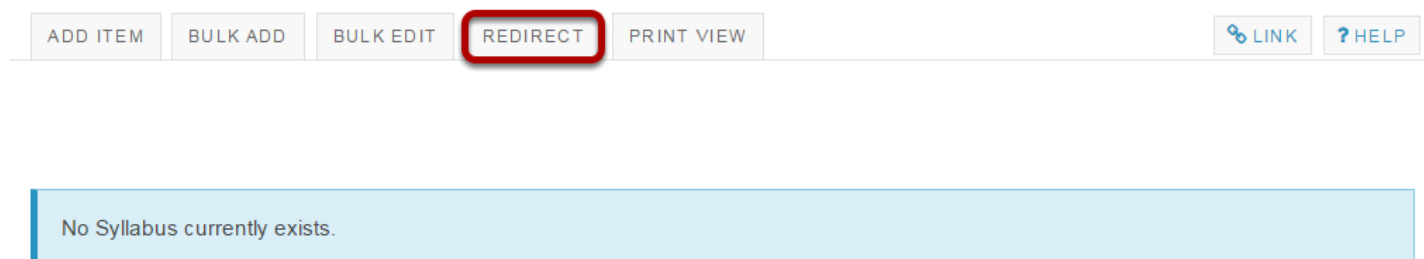 ADD ITEM BULK ADD BULK EDIT REDIRECT PRINT VIEW LINK ? HELP
No Syllabus currently exists.